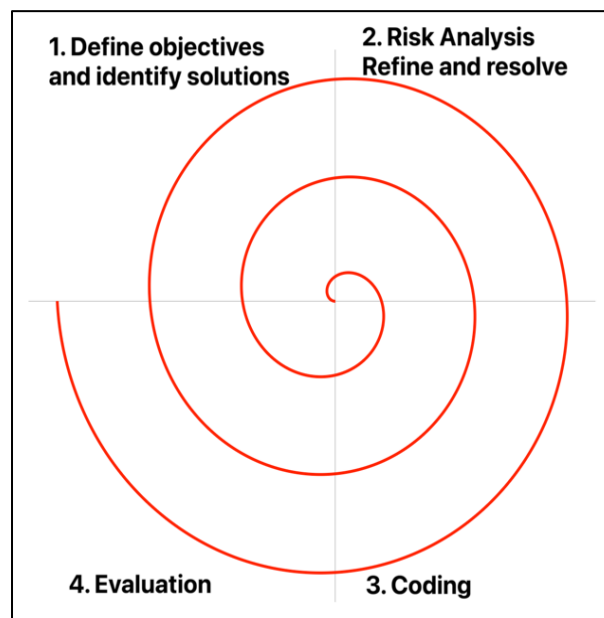 1. Define objectives
and identify solutions
2. Risk Analysis
Refine and resolve
4. Evaluation
3. Coding